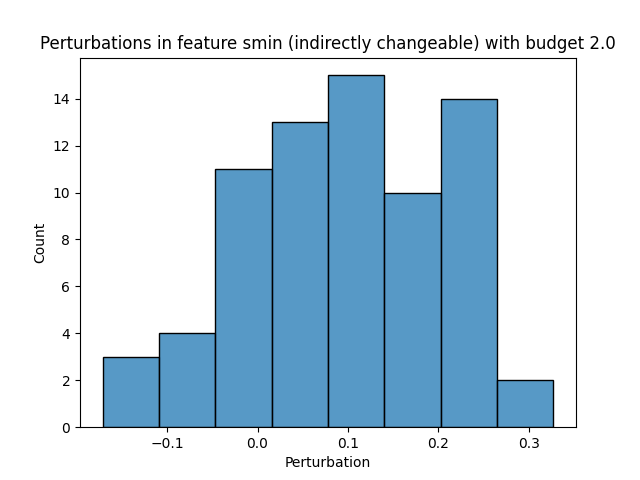 Perturbations in feature smin (indirectly changeable) with budget 2.0
14
12
10
8
6
4
2
0
Count
−0.1 0.0 0.1 0.2 0.3
Perturbation